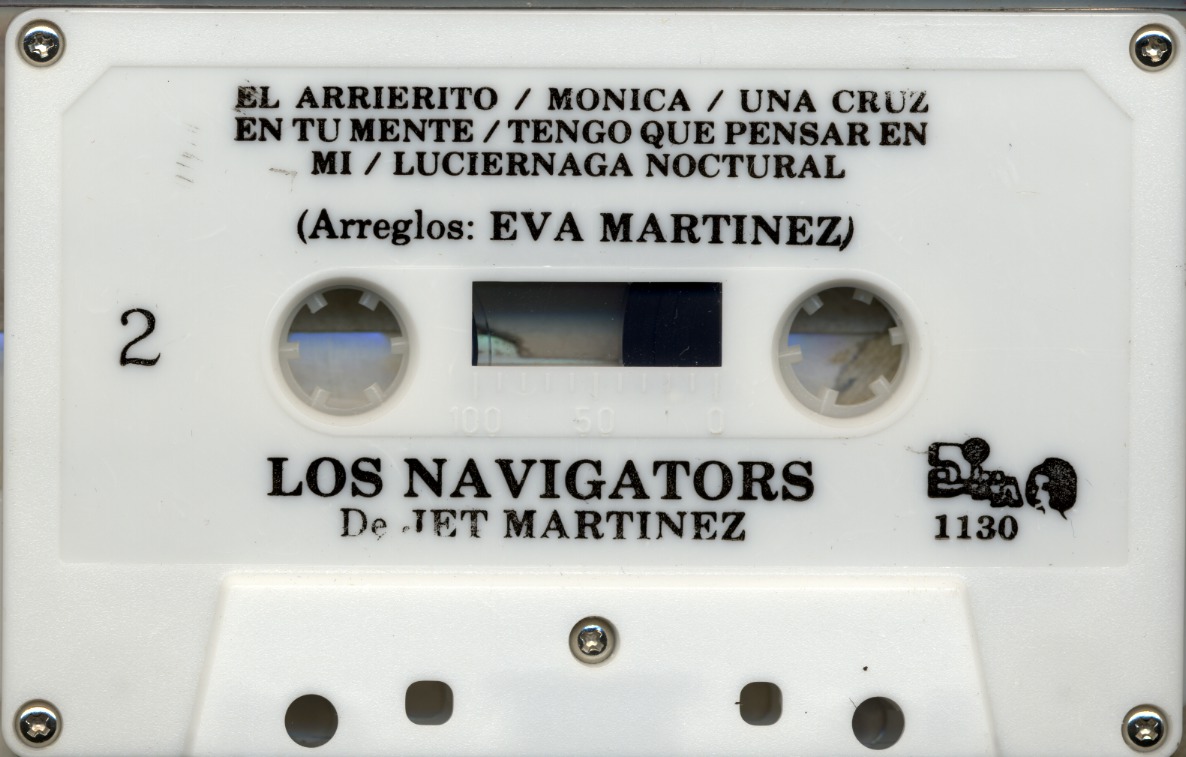 EL ARRIERITO / MONICA / UNA CRUZ
EN TU MENTE / TENGO QUE PENSAR EN
MI / LUCIERNAGA NOCTURAL
(Arreglos: EVA MARTINEZ)
2
100 50 0
LOS NAVIGATORS
De JET MARTINEZ
1130